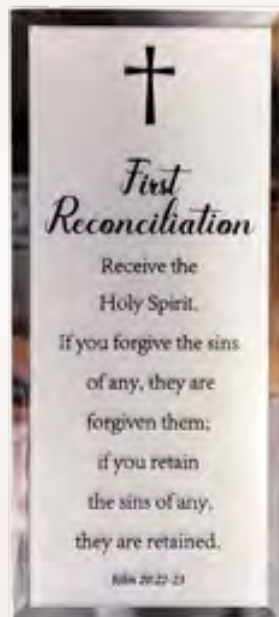 First
Reconciliation
Receive the
Holy Spirit.
If you forgive the sins
of any, they are
forgiven them;
if you retain
the sins of any,
they are retained.
John 20:22-23